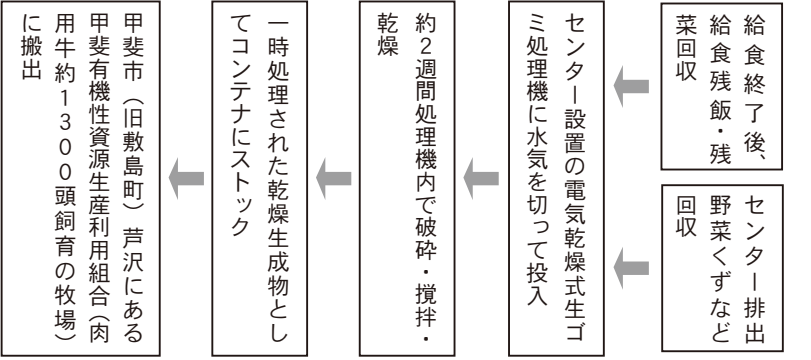 給食終了後、
給食残飯・残
菜回収
センター排出
野菜くずなど
回収
センター設置の電気乾燥式生ゴ
ミ処理機に水気を切って投入
約2週間処理機内で破砕・撹拌・
乾燥
一時処理された乾燥生成物とし
てコンテナにストック
甲斐市（旧敷島町）芦沢にある
甲斐有機性資源生産利用組合（肉
用牛約1300頭飼育の牧場）
に搬出